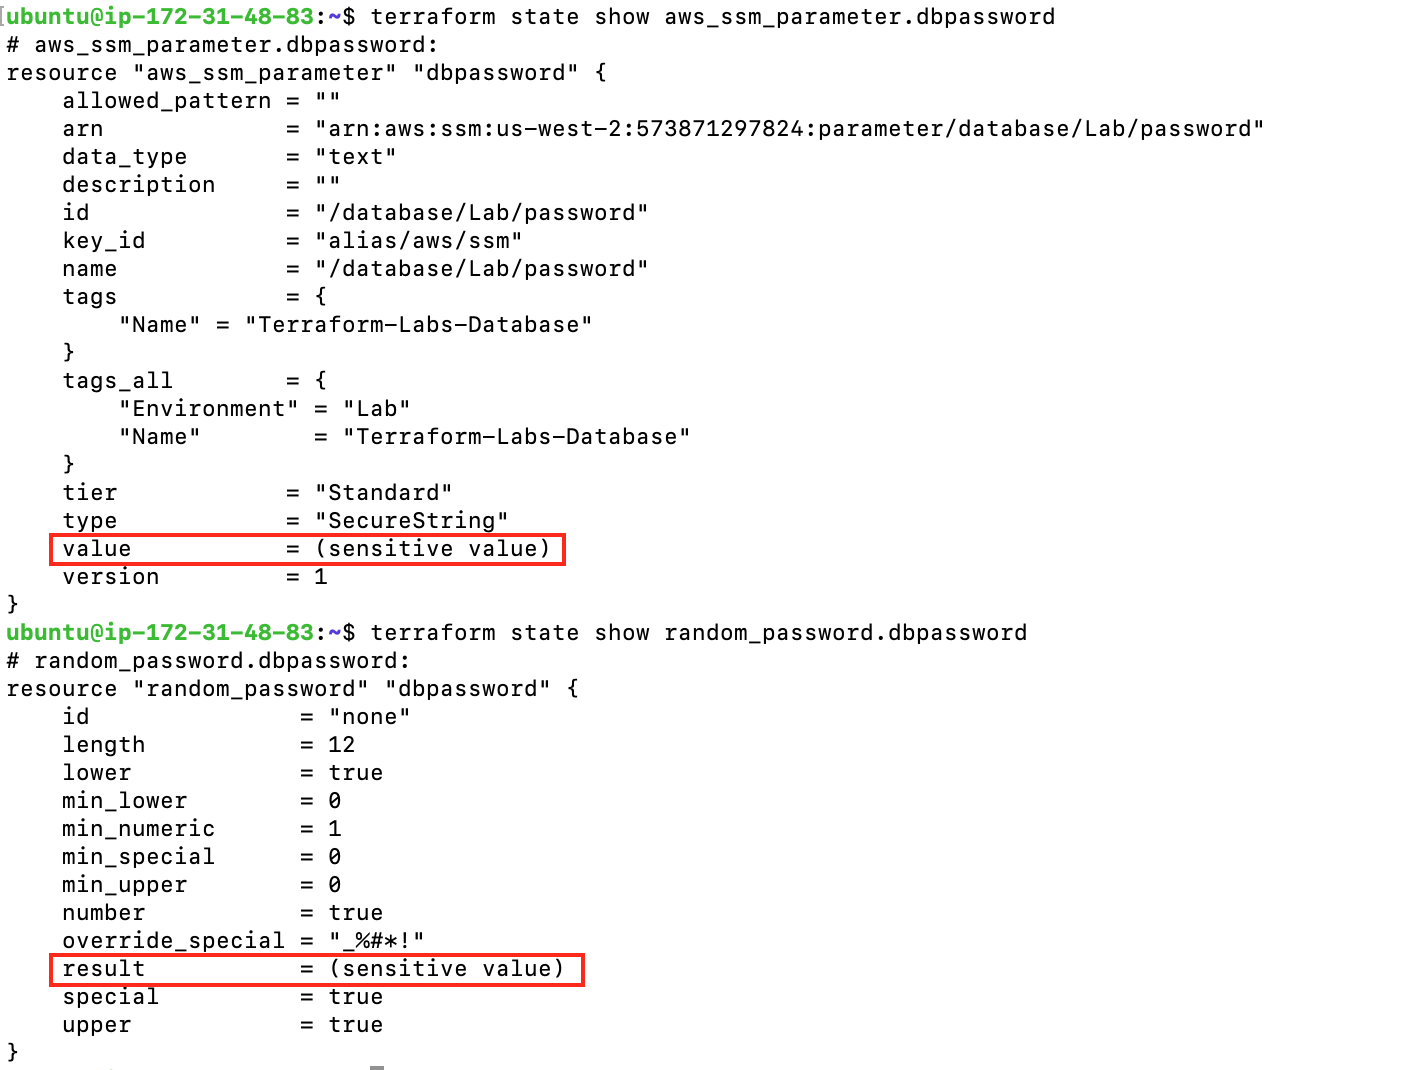 ubuntu@ip-172-31-48-83:~$ terraform state show aws_ssm_parameter.dbpassword
# aws_ssm_parameter.dbpassword:
resource "aws_ssm_parameter" "dbpassword" {
    allowed_pattern = ""
    arn             = "arn:aws:ssm:us-west-2:573871297824:parameter/database/Lab/password"
    data_type       = "text"
    description     = ""
    id              = "/database/Lab/password"
    key_id          = "alias/aws/ssm"
    name            = "/database/Lab/password"
    tags            = {
        "Name" = "Terraform-Labs-Database"
    }
    tags_all        = {
        "Environment" = "Lab"
        "Name"        = "Terraform-Labs-Database"
    }
    tier            = "Standard"
    type            = "SecureString"
    value           = (sensitive value)
    version         = 1
}
ubuntu@ip-172-31-48-83:~$ terraform state show random_password.dbpassword
# random_password.dbpassword:
resource "random_password" "dbpassword" {
    id               = "none"
    length           = 12
    lower            = true
    min_lower        = 0
    min_numeric      = 1
    min_special      = 0
    min_upper        = 0
    number           = true
    override_special = "_%#*!"
    result           = (sensitive value)
    special          = true
    upper            = true
}